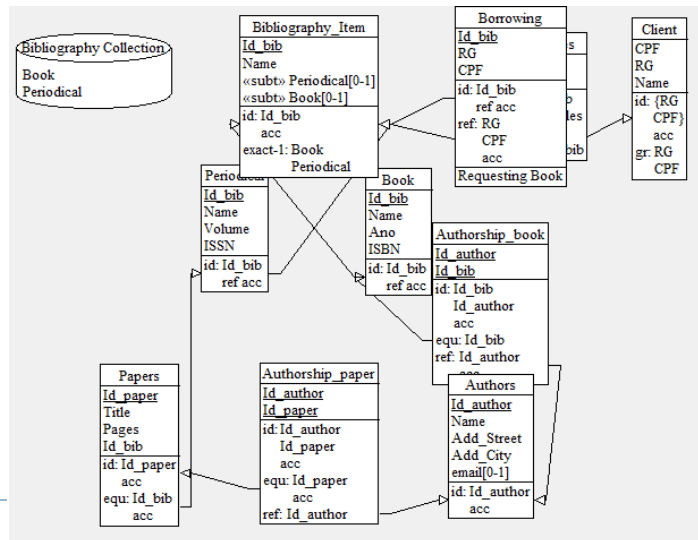 Bibliography Collection
Book
Periodical
Bibliography_Item
Id_bib
Name
«subt» Periodical[0-1]
«subt» Book[0-1]
id: Id_bib
acc
exact-1: Book
Periodical
Borrowing
Id_bib
RG
CPF
id: Id_bib
ref acc
ref: RG
CPF
acc
Requesting Book
Client
CPF
RG
Name
id: {RG
CPF}
acc
gr: RG
CPF
Id_bib
Name
Volume
ISSN
id: Id_bib
ref acc
Book
Id_bib
Name
Ano
ISBN
id: Id_bib
ref acc
Authorship_book
Id_author
Id_bib
id: Id_bib
Id_author
acc
equ: Id_bib
ref: Id_author
Papers
Id_paper
Title
Pages
Id_bib
id: Id_paper
acc
equ: Id_bib
acc
Authorship_paper
Id_author
Id_paper
id: Id_author
Id_paper
acc
equ: Id_paper
acc
ref: Id_author
Authors
Id_author
Name
Add_Street
Add_City
email[0-1]
id: Id_author
acc